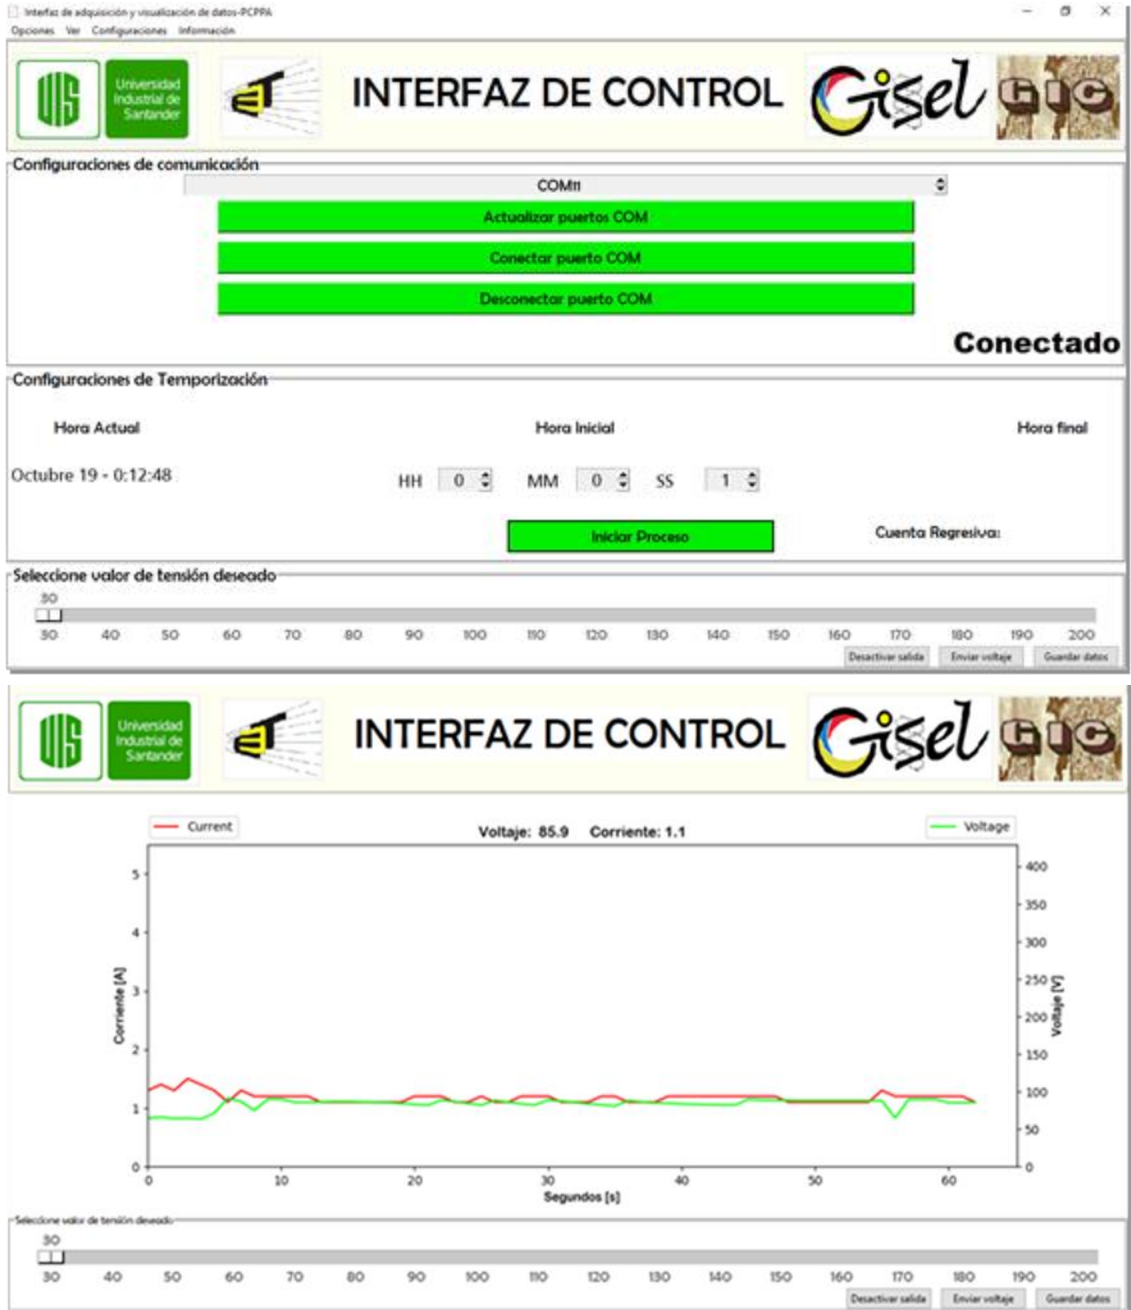 Interfaz de adquisición y visualización de datos-PCPPA
Opciones Ver Configuraciones Información
UIS Universidad Industrial de Santander
INTERFAZ DE CONTROL
Gisel
GIC
Configuraciones de comunicación
COM11
Actualizar puertos COM
Conectar puerto COM
Desconectar puerto COM
Conectado
Configuraciones de Temporización
Hora Actual Hora Inicial Hora final
Octubre 19 - 0:12:48 HH 0 MM 0 SS 1
Iniciar Proceso Cuenta Regresiva:
Seleccione valor de tensión deseado
30
30 40 50 60 70 80 90 100 110 120 130 140 150 160 170 180 190 200
Desactivar salida Enviar voltaje Guardar datos
UIS Universidad Industrial de Santander
INTERFAZ DE CONTROL
Gisel
GIC
Current Voltaje: 85.9 Corriente: 1.1 Voltage
5 4 3 2 1 0
Corriente [A]
400 350 300 250 200 150 100 50 0
Voltaje [V]
0 10 20 30 40 50 60
Segundos [s]
Seleccione valor de tensión deseado
30
30 40 50 60 70 80 90 100 110 120 130 140 150 160 170 180 190 200
Desactivar salida Enviar voltaje Guardar datos